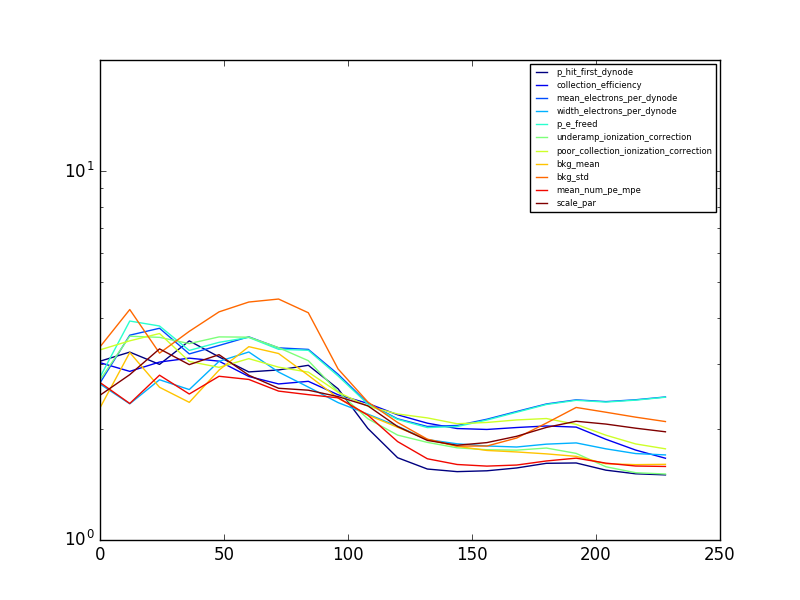 p_hit_first_dynode
collection_efficiency
mean_electrons_per_dynode
width_electrons_per_dynode
p_e_freed
underamp_ionization_correction
poor_collection_ionization_correction
bkg_mean
bkg_std
mean_num_pe_mpe
scale_par
10^1
10^0
0 50 100 150 200 250